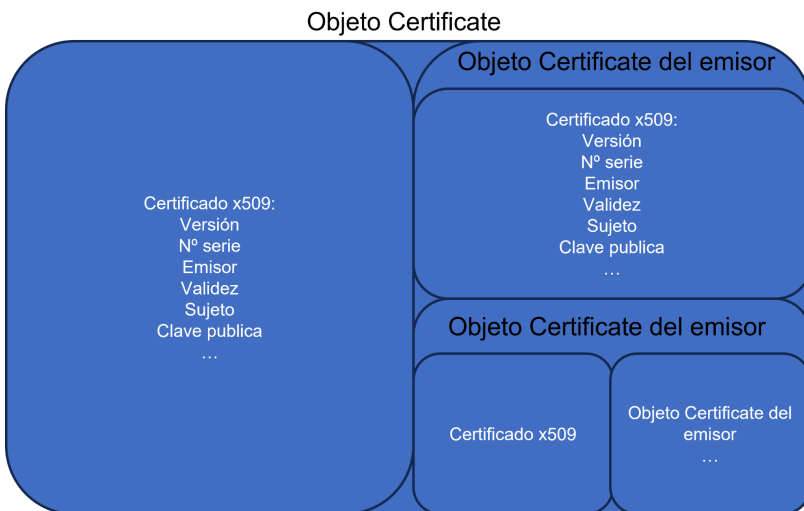 Objeto Certificate
Certificado x509:
Versión
Nº serie
Emisor
Validez
Sujeto
Clave publica
…
Objeto Certificate del emisor
Certificado x509:
Versión
Nº serie
Emisor
Validez
Sujeto
Clave publica
…
Objeto Certificate del emisor
Certificado x509
Objeto Certificate del
emisor
…